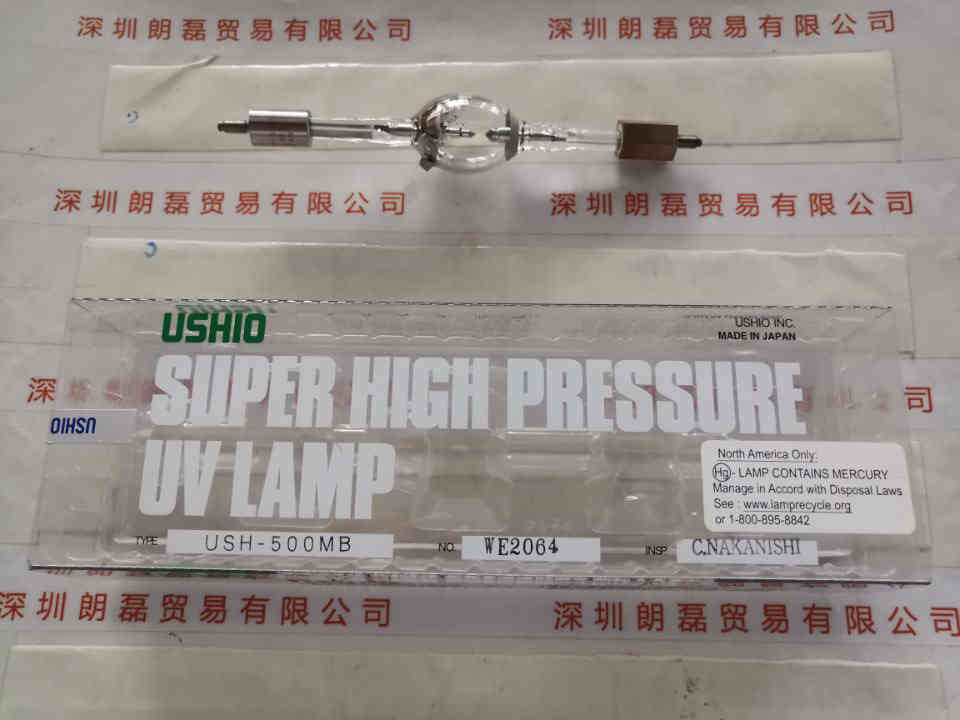 深圳朗磊贸易有限公司 深圳朗磊贸易有限公司
深圳朗磊贸易有限公司 深圳朗磊贸易有限公司
USHIO
USHIO INC.
MADE IN JAPAN
SUPER HIGH PRESSURE
UV LAMP
深 司
USHIO
North America Only:
Hg - LAMP CONTAINS MERCURY
Manage in Accord with Disposal Laws
See : www.lamprecycle.org
or 1-800-895-8842
TYPE USH-500MB NO. WE2064 INSP C.NAKANISHI
深圳朗磊贸易有限公司 深圳朗磊贸易有限公司